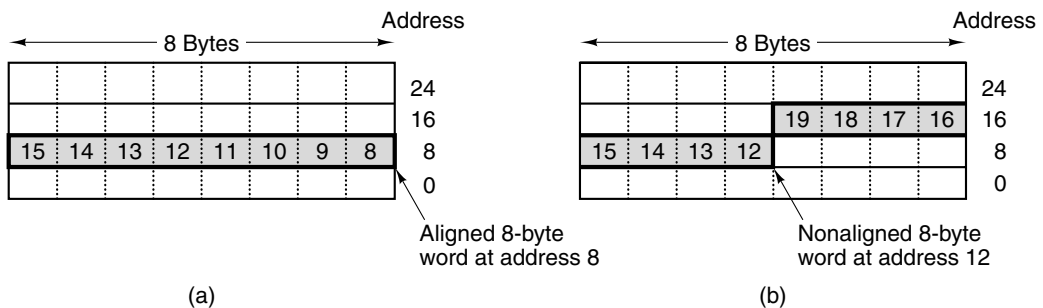 Address
8 Bytes
24
16
15 14 13 12 11 10 9 8
8
0
Aligned 8-byte
word at address 8
(a)
Address
8 Bytes
24
19 18 17 16
16
15 14 13 12
8
0
Nonaligned 8-byte
word at address 12
(b)